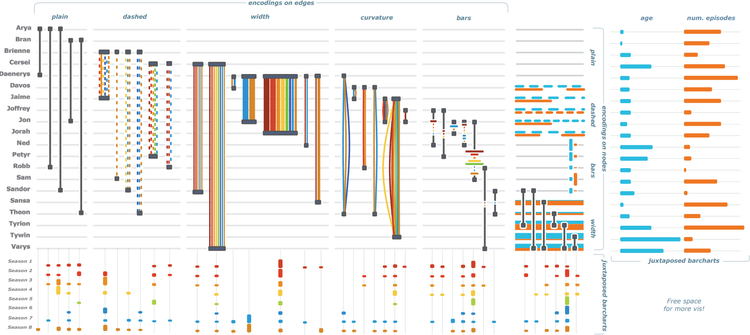 encodings on edges
plain dashed width curvature bars age num. episodes
Arya
Bran
Brienne
Cersei
Daenerys
Davos
Jaime
Joffrey
Jon
Jorah
Ned
Petyr
Robb
Sam
Sandor
Sansa
Theon
Tyrion
Tywin
Varys
plain
dashed
bars
width
encodings on nodes
juxtaposed barcharts
Season 1
Season 2
Season 3
Season 4
Season 5
Season 6
Season 7
Season 8
juxtaposed barcharts
Free space
for more vis!